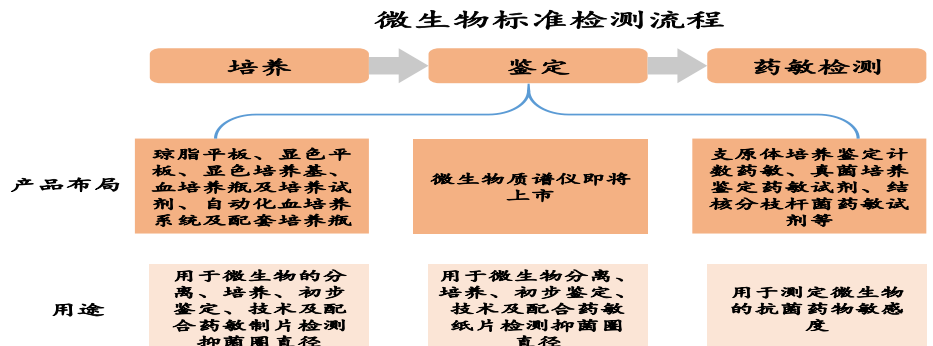 微生物标准检测流程
培养
鉴定
药敏检测
产品布局
琼脂平板、显色平
板、显色培养基、
血培养瓶及培养试
剂、自动化血培养
系统及配套培养瓶
微生物质谱仪即将
上市
支原体培养鉴定计
数药敏、真菌培养
鉴定药敏试剂、结
核分枝杆菌药敏试
剂等
用途
用于微生物的分
离、培养、初步
鉴定、技术及配
合药敏制片检测
抑菌圈直径
用于微生物分离、
培养、初步鉴定、
技术及配合药敏
纸片检测抑菌圈
直径
用于测定微生物
的抗菌药物敏感
度